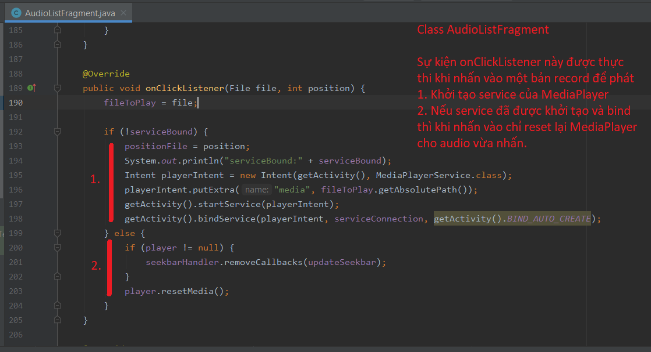 AudioListFragment.java
185 }
186 }
187
188 @Override
189 public void onClickListener(File file, int position) {
190 fileToPlay = file;
191
192 if (!serviceBound) {
193 positionFile = position;
194 System.out.println("serviceBound:" + serviceBound);
195 Intent playerIntent = new Intent(getActivity(), MediaPlayerService.class);
196 playerIntent.putExtra( name: "media", fileToPlay.getAbsolutePath());
197 getActivity().startService(playerIntent);
198 getActivity().bindService(playerIntent, serviceConnection, getActivity().BIND_AUTO_CREATE);
199 } else {
200 if (player != null) {
201 seekbarHandler.removeCallbacks(updateSeekbar);
202 }
203 player.resetMedia();
204 }
205 }
206
1.
2.
Class AudioListFragment
Sự kiện onClickListener này được thực
thi khi nhấn vào một bản record để phát
1. Khởi tạo service của MediaPlayer
2. Nếu service đã được khởi tạo và bind
thì khi nhấn vào chỉ reset lại MediaPlayer
cho audio vừa nhấn.